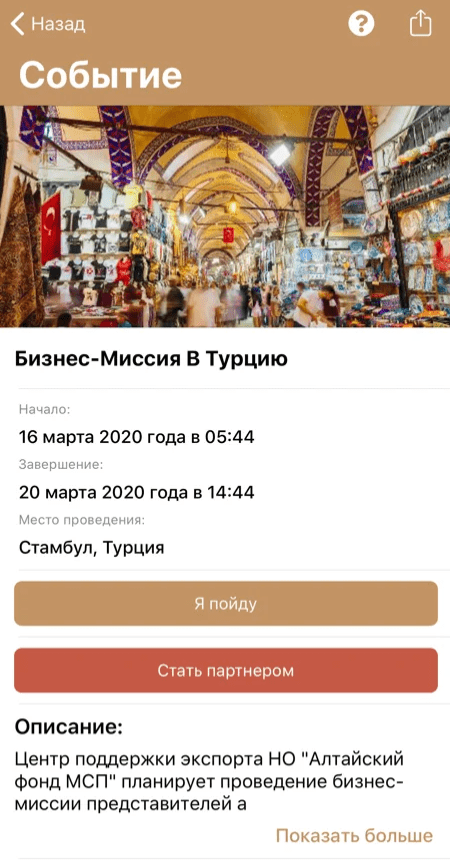 Назад
?
Событие
Бизнес-Миссия В Турцию
Начало:
16 марта 2020 года в 05:44
Завершение:
20 марта 2020 года в 14:44
Место проведения:
Стамбул, Турция
Я пойду
Стать партнером
Описание:
Центр поддержки экспорта НО "Алтайский
фонд МСП" планирует проведение бизнес-
миссии представителей а
Показать больше